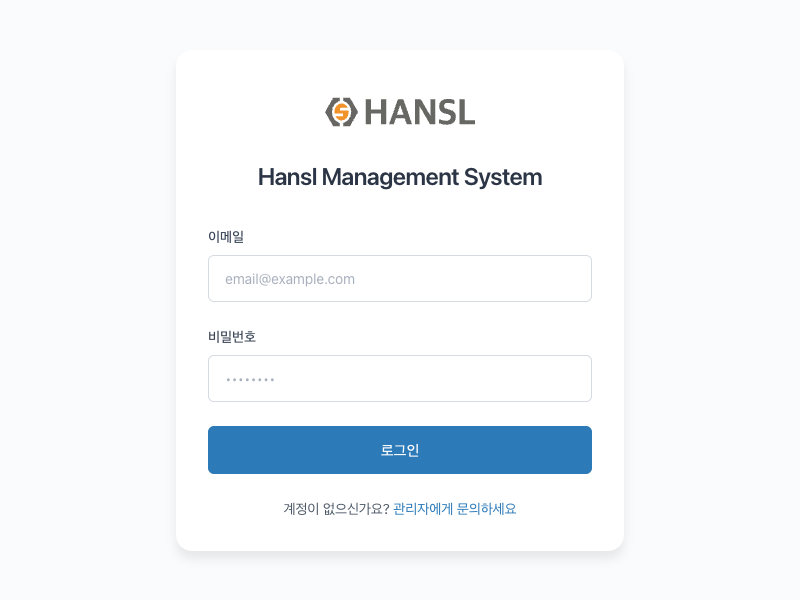 HANSL
Hansl Management System
이메일
email@example.com
비밀번호
••••••••
로그인
계정이 없으신가요? 관리자에게 문의하세요